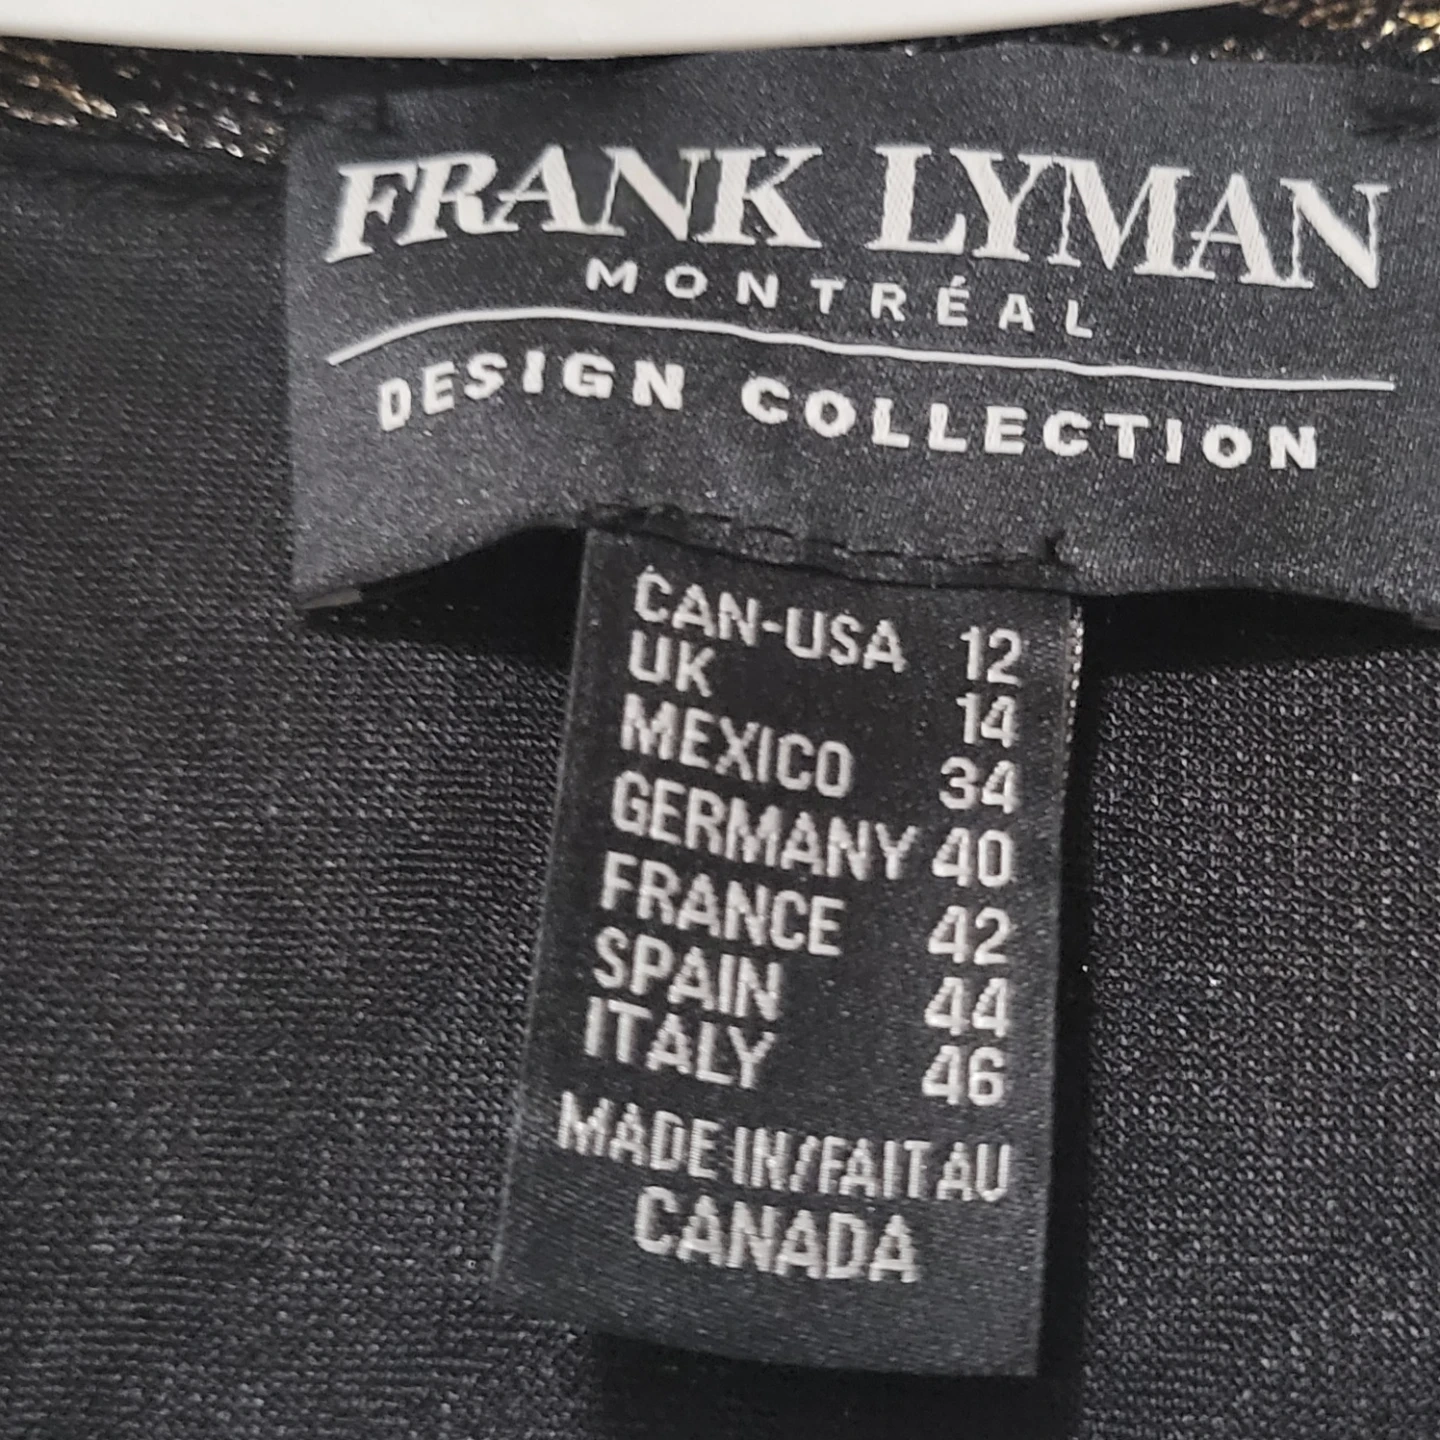 FRANK LYMAN
MONTRÉAL
DESIGN COLLECTION
CAN-USA 12
UK 14
MEXICO 34
GERMANY 40
FRANCE 42
SPAIN 44
ITALY 46
MADE IN/FAIT AU
CANADA